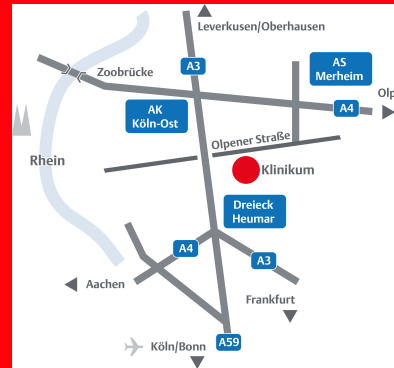 Leverkusen/Oberhausen
A3
Zoobrücke
AS
Merheim
Olp
A4
AK
Köln-Ost
Olpener Straße
Rhein
Klinikum
Dreieck
Heumar
A4
A3
Aachen
Frankfurt
Köln/Bonn
A59